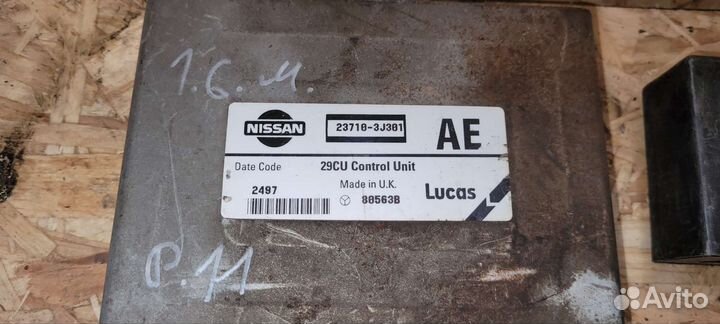 1.6.м.
NISSAN 23710-3J301 AE
Date Code 29CU Control Unit
2497 Made in U.K.
80563B Lucas
P.11
Avito